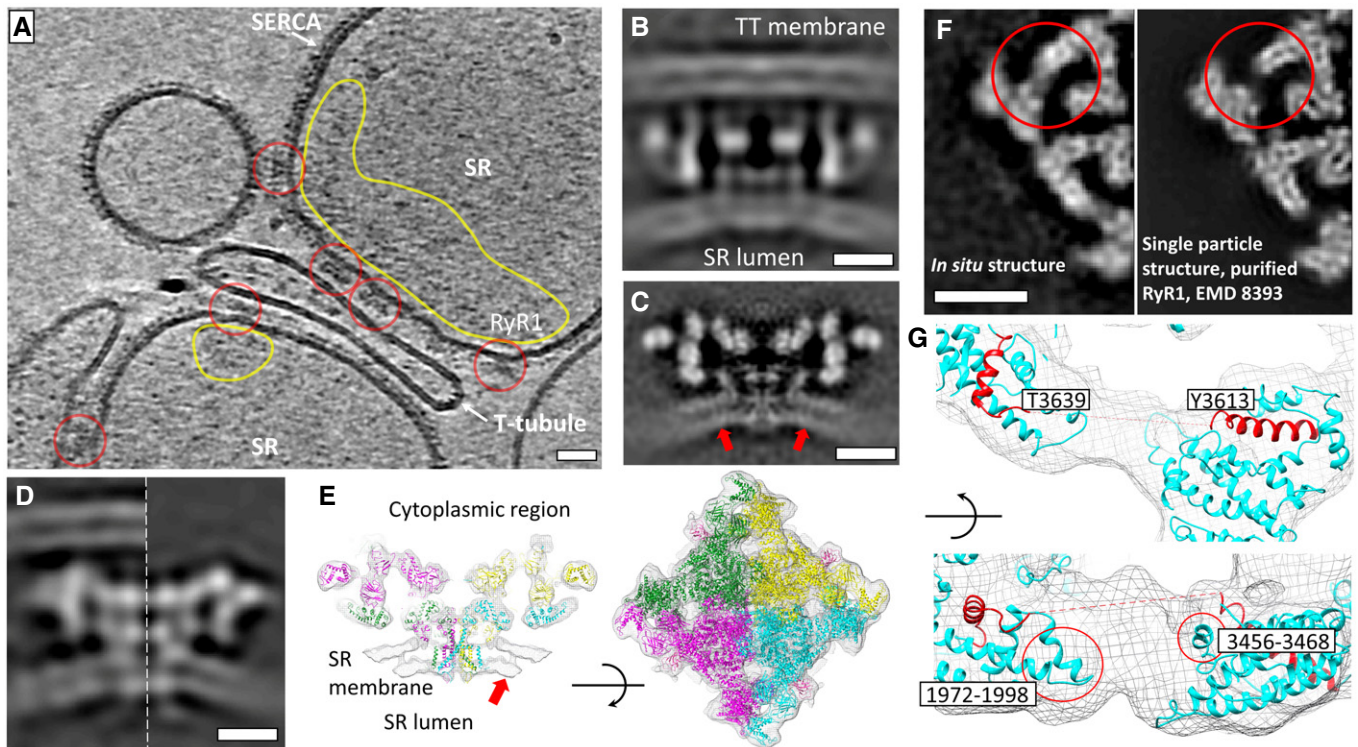 A
SERCA
SR
RyR1
T-tubule
SR
B
TT membrane
SR lumen
C
D
E
Cytoplasmic region
SR
membrane
SR lumen
F
In situ structure
Single particle
structure, purified
RyR1, EMD 8393
G
T3639
Y3613
3456-3468
1972-1998